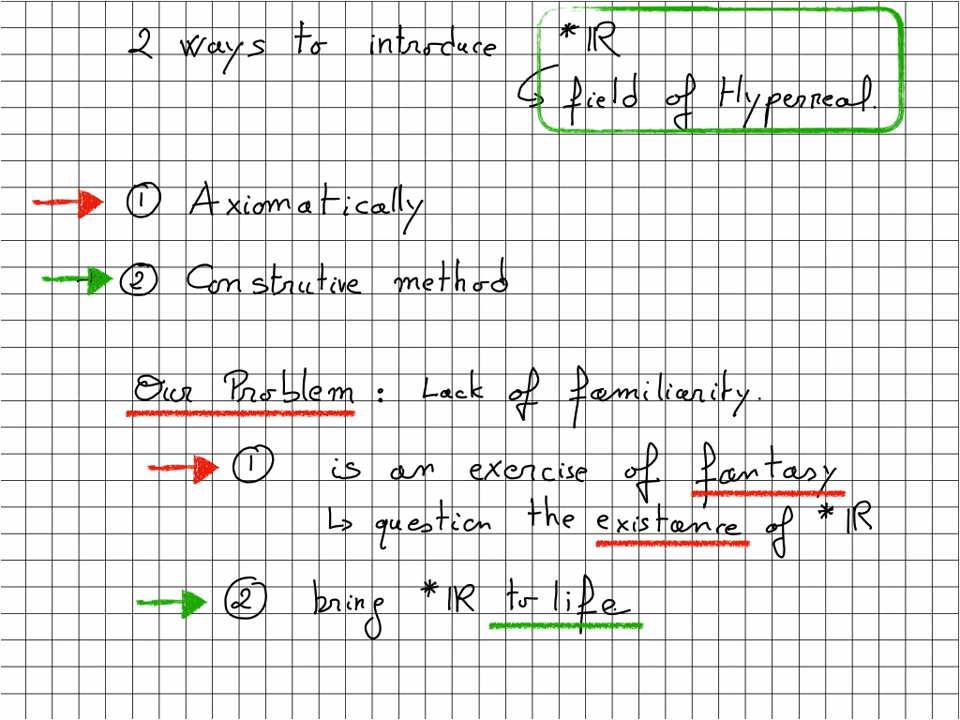 2 ways to introduce *ℝ
↳ field of Hyperreal.
① Axiomatically
② Construtive method
Our Problem : Lack of familiarity.
① is an exercise of fantasy
↳ question the existance of *ℝ
② bring *ℝ to life